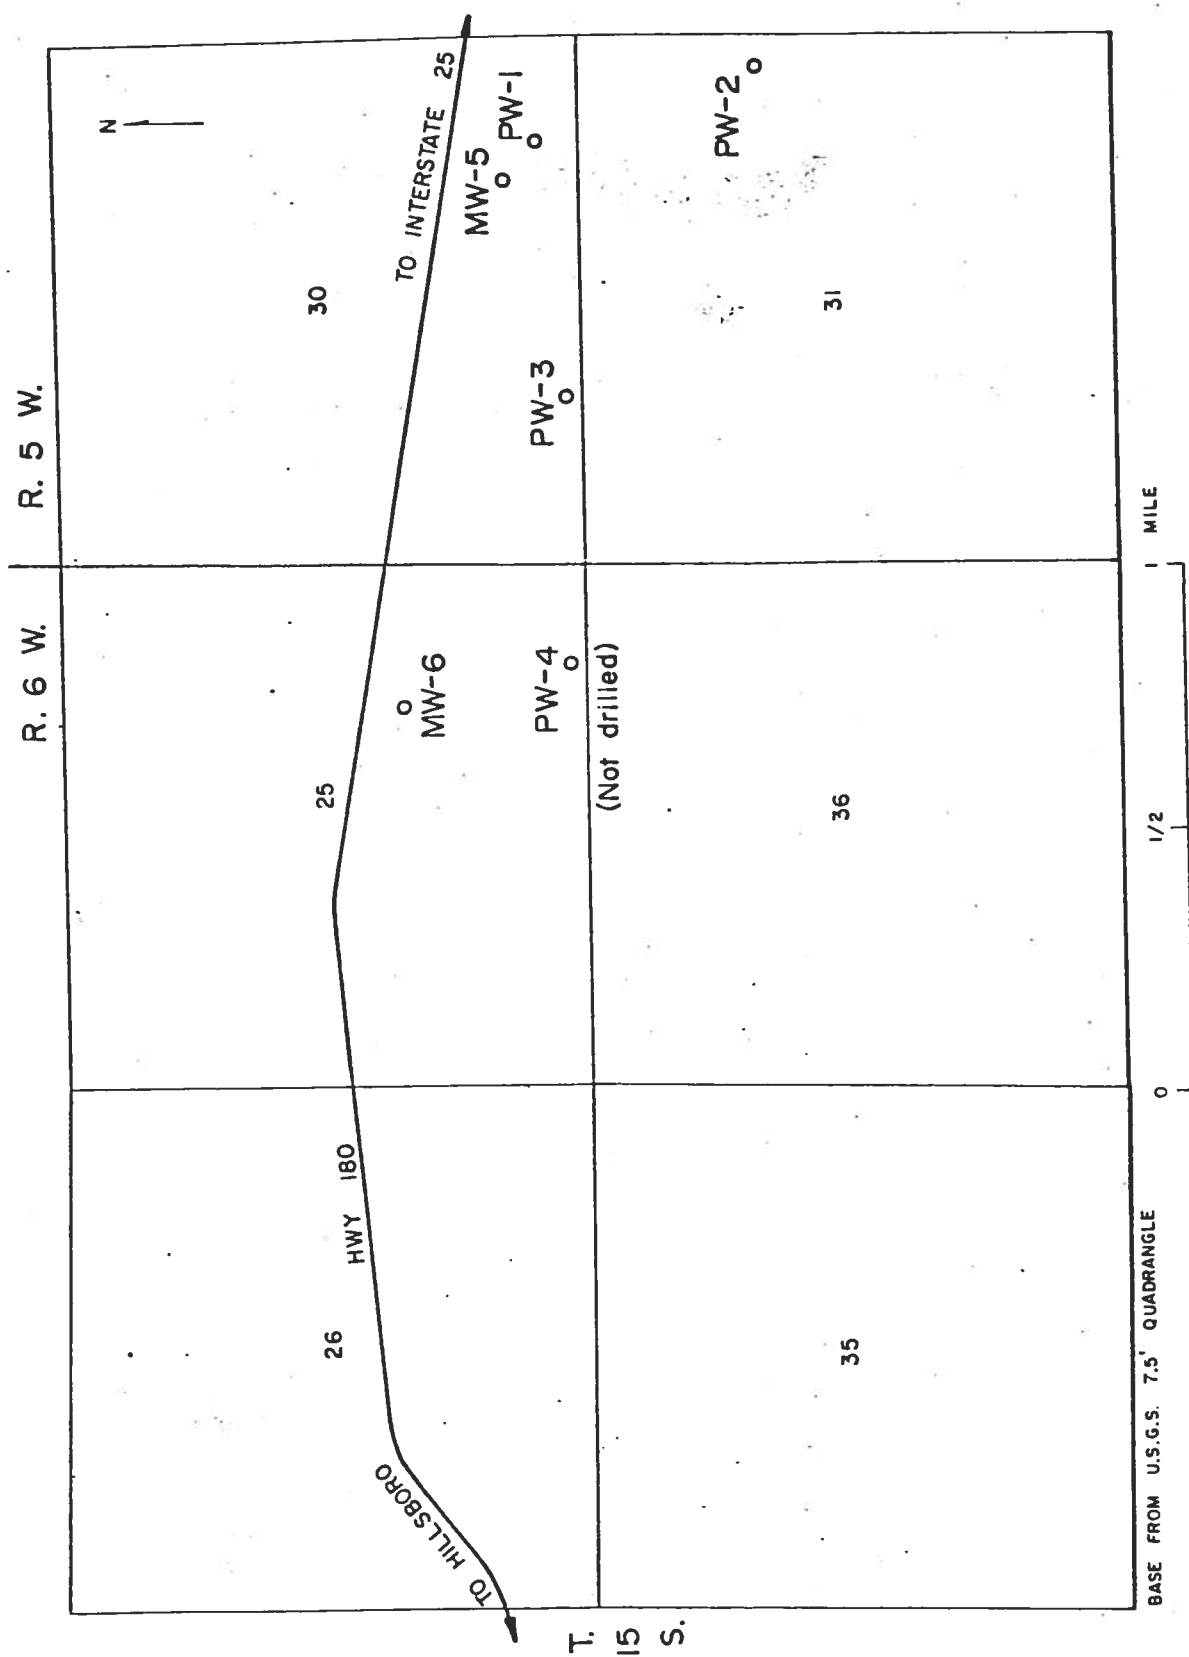 R. 6 W.
R. 5 W.
N
26
25
30
TO HILLSBORO
HWY 180
TO INTERSTATE 25
MW-6
MW-5
PW-1
PW-4
(Not drilled)
PW-3
PW-2
T.
15
S.
35
36
31
BASE FROM U.S.G.S. 7.5' QUADRANGLE
0
1/2
1 MILE